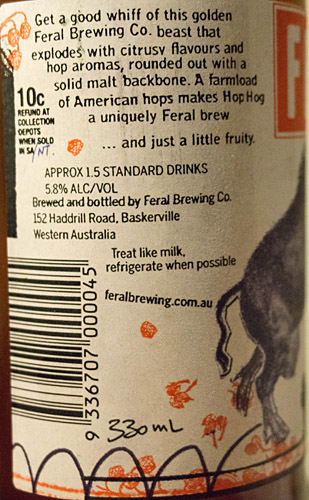 Get a good whiff of this golden
Feral Brewing Co. beast that
explodes with citrusy flavours and
hop aromas, rounded out with a
solid malt backbone. A farmload
of American hops makes Hop Hog
a uniquely Feral brew
... and just a little fruity.
10c
REFUND AT
COLLECTION
DEPOTS
WHEN SOLD
IN SA/NT.
APPROX 1.5 STANDARD DRINKS
5.8% ALC/VOL
Brewed and bottled by Feral Brewing Co.
152 Haddrill Road, Baskerville
Western Australia
Treat like milk,
refrigerate when possible
feralbrewing.com.au
9 336707 000045
330mL
F